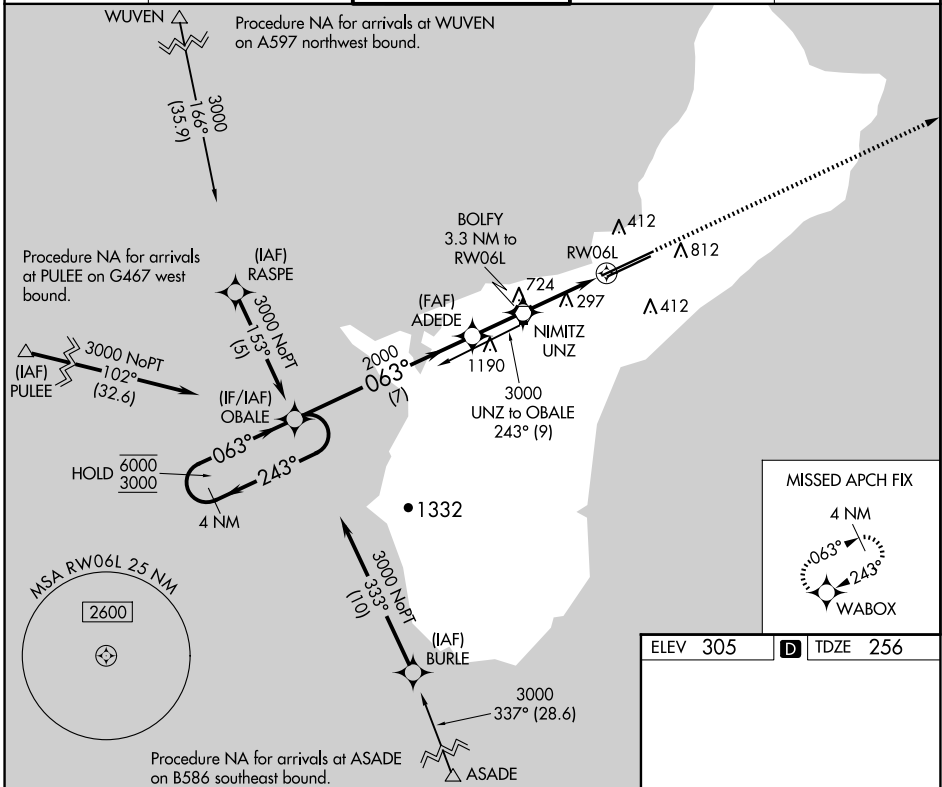 WUVEN
Procedure NA for arrivals at WUVEN
on A597 northwest bound.
3000
166°
(35.9)
Procedure NA for arrivals
at PULEE on G467 west
bound.
(IAF)
RASPE
3000 NoPT
153°
(5)
(IAF)
PULEE
3000 NoPT
102°
(32.6)
(IF/IAF)
OBALE
2000
063°
(7)
(FAF)
ADEDE
BOLFY
3.3 NM to
RW06L
RW06L
412
812
724
297
412
NIMITZ
UNZ
1190
3000
UNZ to OBALE
243° (9)
HOLD
6000
3000
063°
243°
4 NM
1332
MISSED APCH FIX
4 NM
063°
243°
WABOX
MSA RW06L 25 NM
2600
3000 NoPT
333°
(10)
(IAF)
BURLE
3000
337° (28.6)
ASADE
Procedure NA for arrivals at ASADE
on B586 southeast bound.
ELEV 305 D TDZE 256